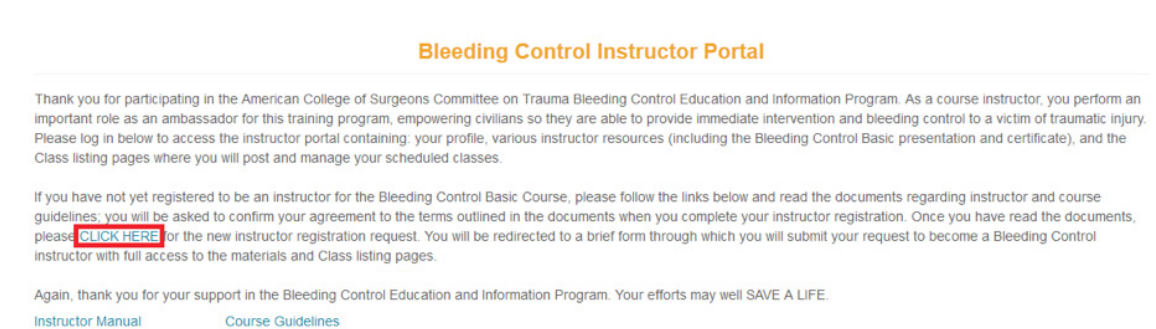 Bleeding Control Instructor Portal
Thank you for participating in the American College of Surgeons Committee on Trauma Bleeding Control Education and Information Program. As a course instructor, you perform an
important role as an ambassador for this training program, empowering civilians so they are able to provide immediate intervention and bleeding control to a victim of traumatic injury.
Please log in below to access the instructor portal containing: your profile, various instructor resources (including the Bleeding Control Basic presentation and certificate), and the
Class listing pages where you will post and manage your scheduled classes.
If you have not yet registered to be an instructor for the Bleeding Control Basic Course, please follow the links below and read the documents regarding instructor and course
guidelines; you will be asked to confirm your agreement to the terms outlined in the documents when you complete your instructor registration. Once you have read the documents,
please CLICK HERE for the new instructor registration request. You will be redirected to a brief form through which you will submit your request to become a Bleeding Control
instructor with full access to the materials and Class listing pages.
Again, thank you for your support in the Bleeding Control Education and Information Program. Your efforts may well SAVE A LIFE.
Instructor Manual Course Guidelines